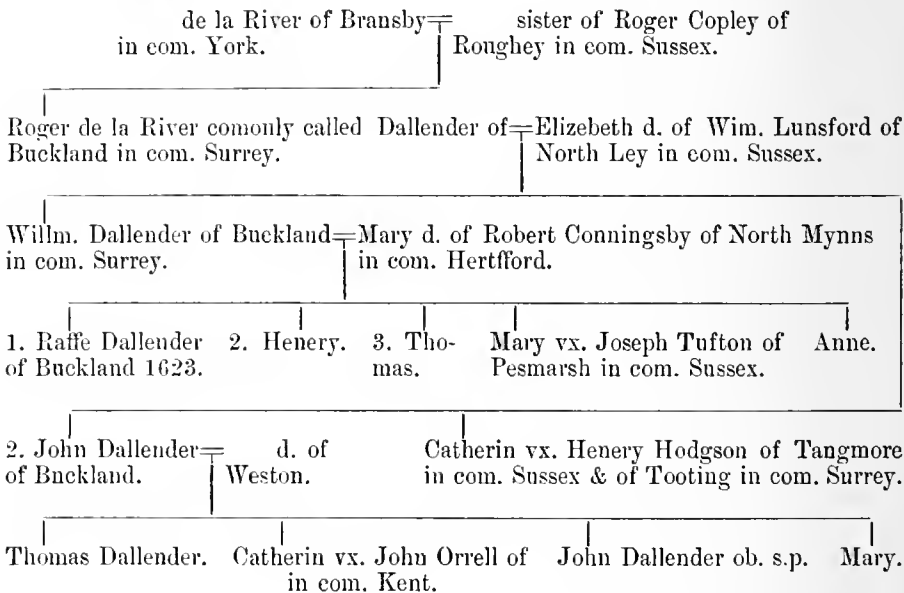 de la River of Bransby= sister of Roger Copley of
in com. York. Roughey in com. Sussex.
Roger de la River comonly called Dallender of=Elizebeth d. of Wim. Lunsford of
Buckland in com. Surrey. North Ley in com. Sussex.
Willm. Dallender of Buckland=Mary d. of Robert Conningsby of North Mynns
in com. Surrey. in com. Hertfford.
1. Raffe Dallender 2. Henery. 3. Tho- Mary vx. Joseph Tufton of Anne.
of Buckland 1623. mas. Pesmarsh in com. Sussex.
2. John Dallender= d. of Catherin vx. Henery Hodgson of Tangmore
of Buckland. Weston. in com. Sussex & of Tooting in com. Surrey.
Thomas Dallender. Catherin vx. John Orrell of John Dallender ob. s.p. Mary.
in com. Kent.